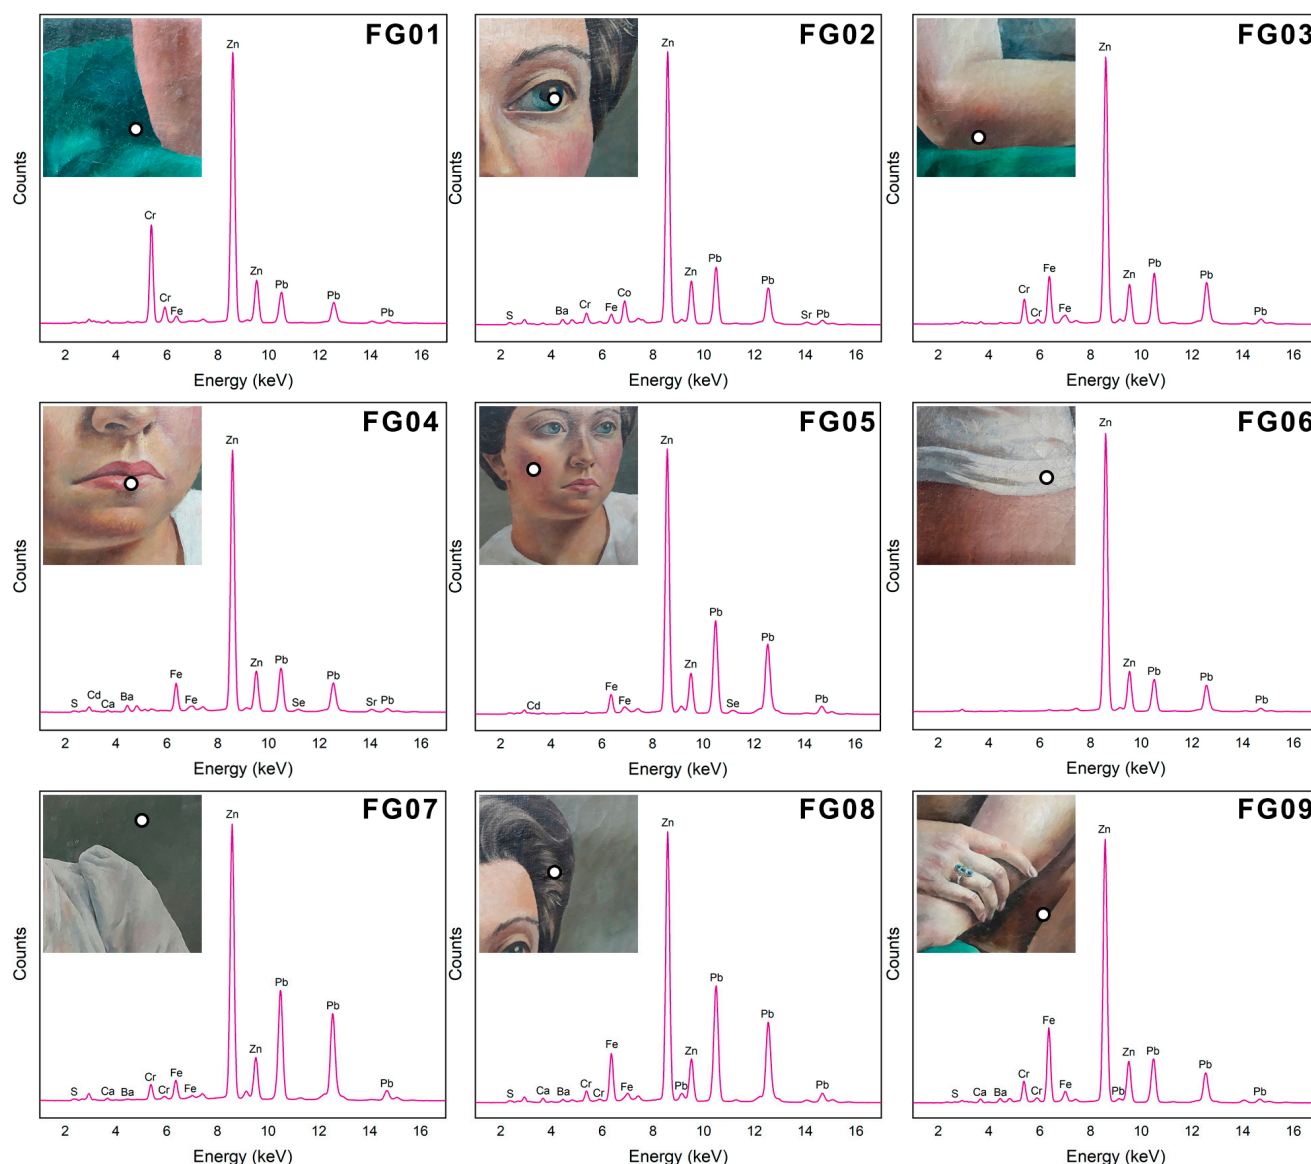 FG01
Zn
Cr
Zn
Cr
Fe
Pb
Pb
Pb
Counts
2 4 6 8 10 12 14 16
Energy (keV)
FG02
Zn
S
Ba
Cr
Fe
Co
Zn
Pb
Pb
Sr
Pb
Counts
2 4 6 8 10 12 14 16
Energy (keV)
FG03
Zn
Cr
Cr
Fe
Fe
Zn
Pb
Pb
Pb
Counts
2 4 6 8 10 12 14 16
Energy (keV)
FG04
Zn
S
Cd
Ca
Ba
Fe
Fe
Zn
Pb
Se
Pb
Sr
Pb
Counts
2 4 6 8 10 12 14 16
Energy (keV)
FG05
Zn
Cd
Fe
Fe
Zn
Pb
Se
Pb
Pb
Counts
2 4 6 8 10 12 14 16
Energy (keV)
FG06
Zn
Zn
Pb
Pb
Pb
Counts
2 4 6 8 10 12 14 16
Energy (keV)
FG07
Zn
S
Ca
Ba
Cr
Cr
Fe
Fe
Zn
Pb
Pb
Pb
Counts
2 4 6 8 10 12 14 16
Energy (keV)
FG08
Zn
S
Ca
Ba
Cr
Cr
Fe
Fe
Pb
Zn
Pb
Pb
Pb
Counts
2 4 6 8 10 12 14 16
Energy (keV)
FG09
Zn
S
Ca
Ba
Cr
Cr
Fe
Fe
Pb
Zn
Pb
Pb
Pb
Counts
2 4 6 8 10 12 14 16
Energy (keV)